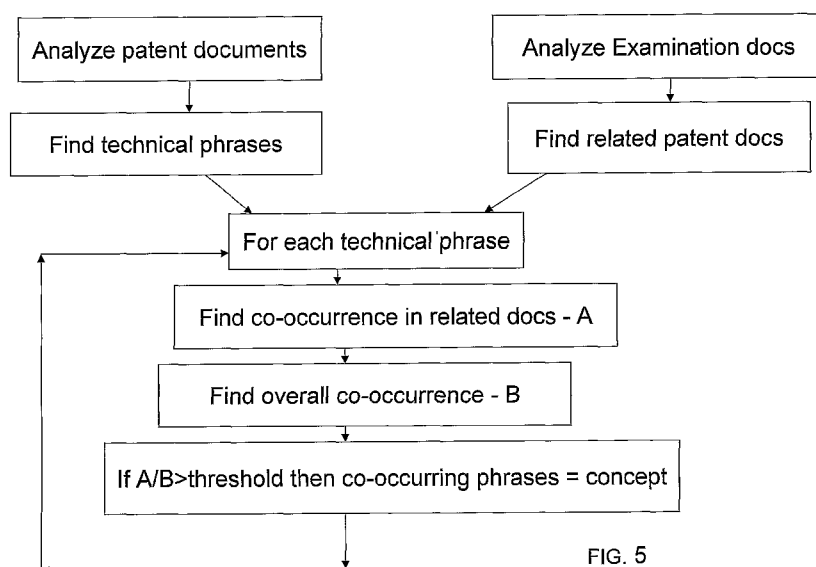 Analyze patent documents
Analyze Examination docs
Find technical phrases
Find related patent docs
For each technical phrase
Find co-occurrence in related docs - A
Find overall co-occurrence - B
If A/B>threshold then co-occurring phrases = concept
FIG. 5